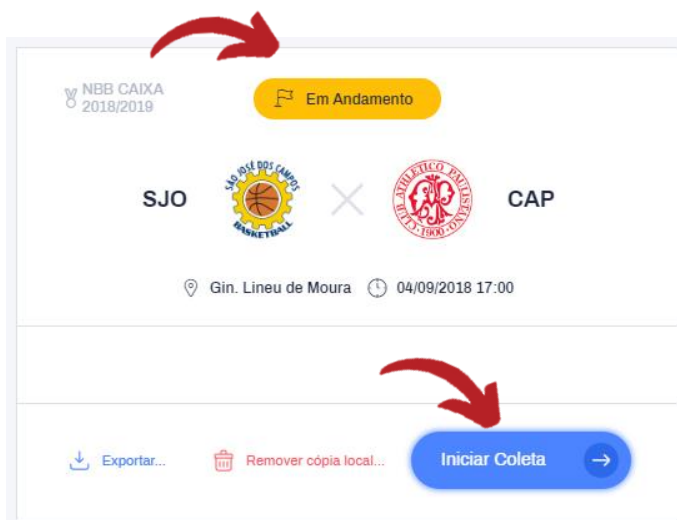 NBB CAIXA
2018/2019
Em Andamento
SJO
SÃO JOSÉ DOS CAMPOS
BASKETBALL
CLUB ATHLETICO PAULISTANO
·1900·
CAP
Gin. Lineu de Moura 04/09/2018 17:00
Exportar...
Remover cópia local...
Iniciar Coleta